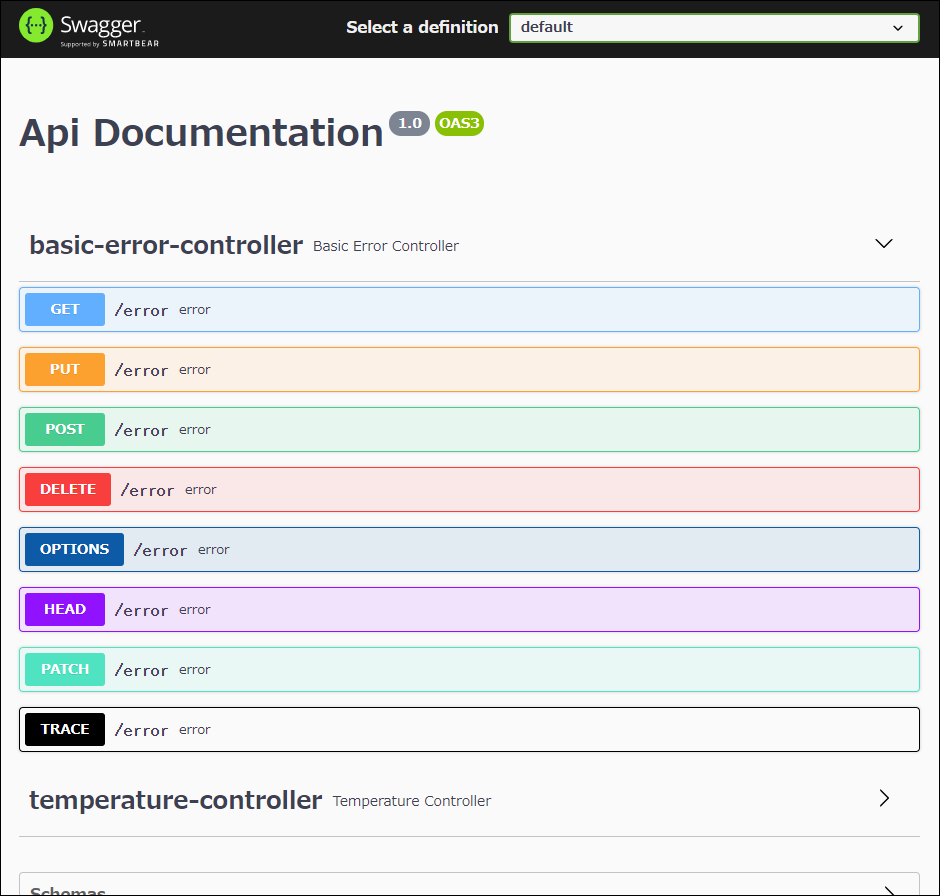 Swagger
Supported by SMARTBEAR
Select a definition default
Api Documentation 1.0 OAS3
basic-error-controller Basic Error Controller
GET /error error
PUT /error error
POST /error error
DELETE /error error
OPTIONS /error error
HEAD /error error
PATCH /error error
TRACE /error error
temperature-controller Temperature Controller
Schemas